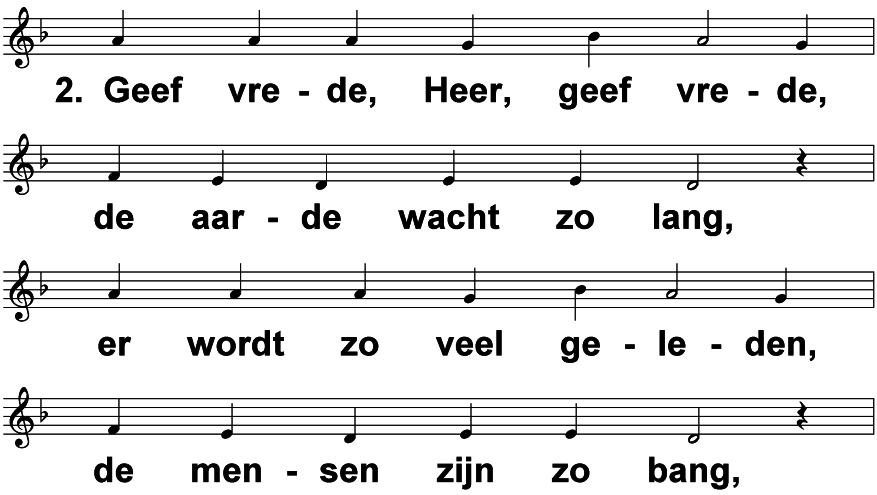 2. Geef vre - de, Heer, geef vre - de,
de aar - de wacht zo lang,
er wordt zo veel ge - le - den,
de men - sen zijn zo bang,